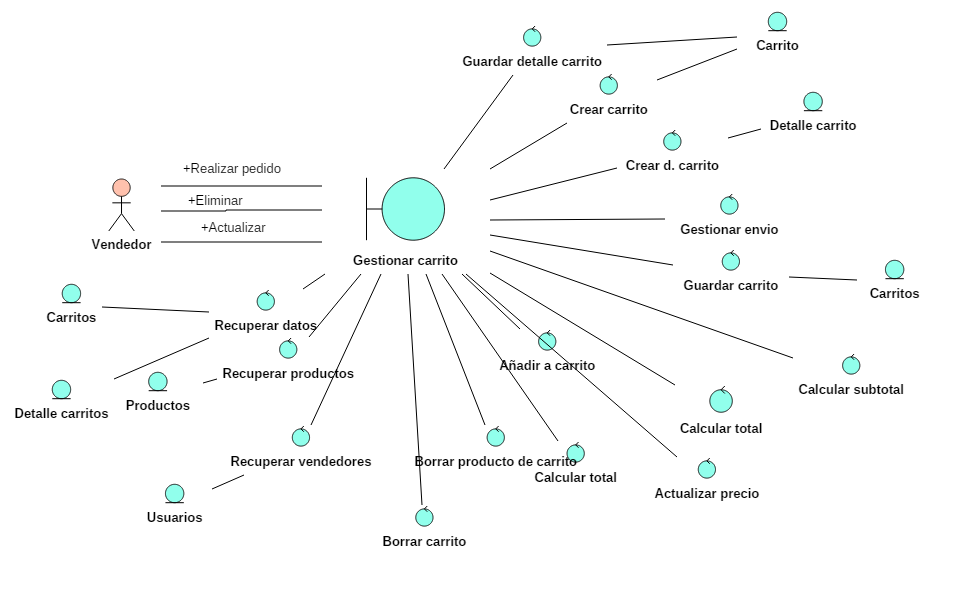 Guardar detalle carrito
Carrito
Crear carrito
Detalle carrito
Crear d. carrito
+Realizar pedido
+Eliminar
+Actualizar
Vendedor
Gestionar envio
Gestionar carrito
Guardar carrito
Carritos
Carritos
Recuperar datos
Recuperar productos
Añadir a carrito
Calcular subtotal
Detalle carritos
Productos
Calcular total
Recuperar vendedores
Borrar producto de carrito
Calcular total
Actualizar precio
Usuarios
Borrar carrito